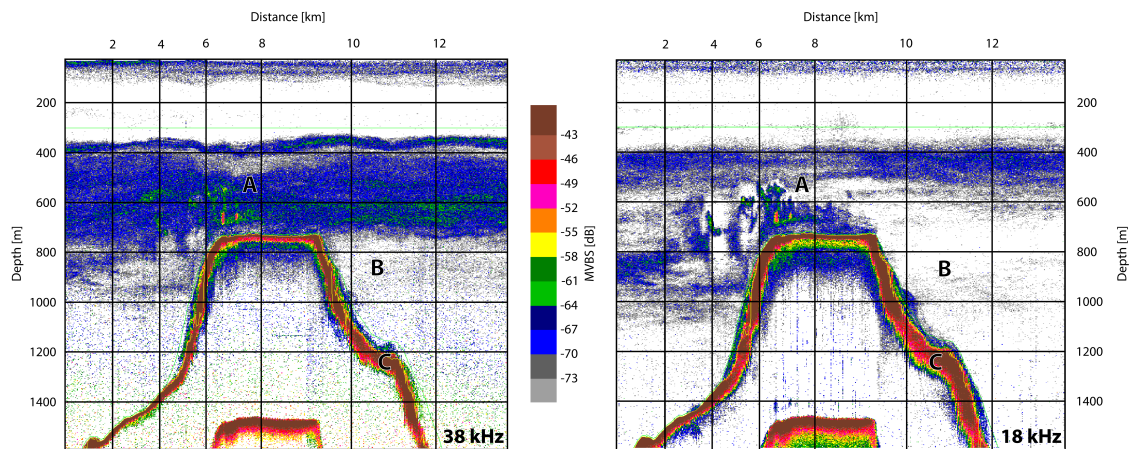 Distance [km]
2 4 6 8 10 12
Depth [m]
200
400
600
800
1000
1200
1400
A
B
C
38 kHz
-43
-46
-49
-52
-55
-58
-61
-64
-67
-70
-73
MVBS [dB]
Distance [km]
2 4 6 8 10 12
A
B
C
18 kHz
200
400
600
800
1000
1200
1400
Depth [m]